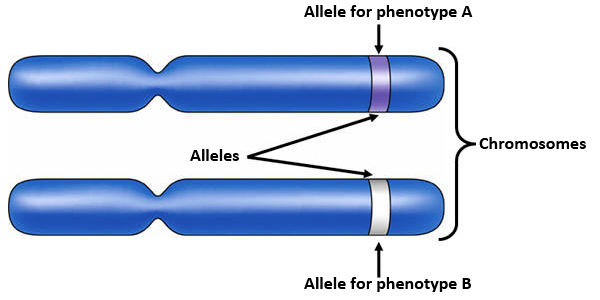 Allele for phenotype A
Alleles
Chromosomes
Allele for phenotype B